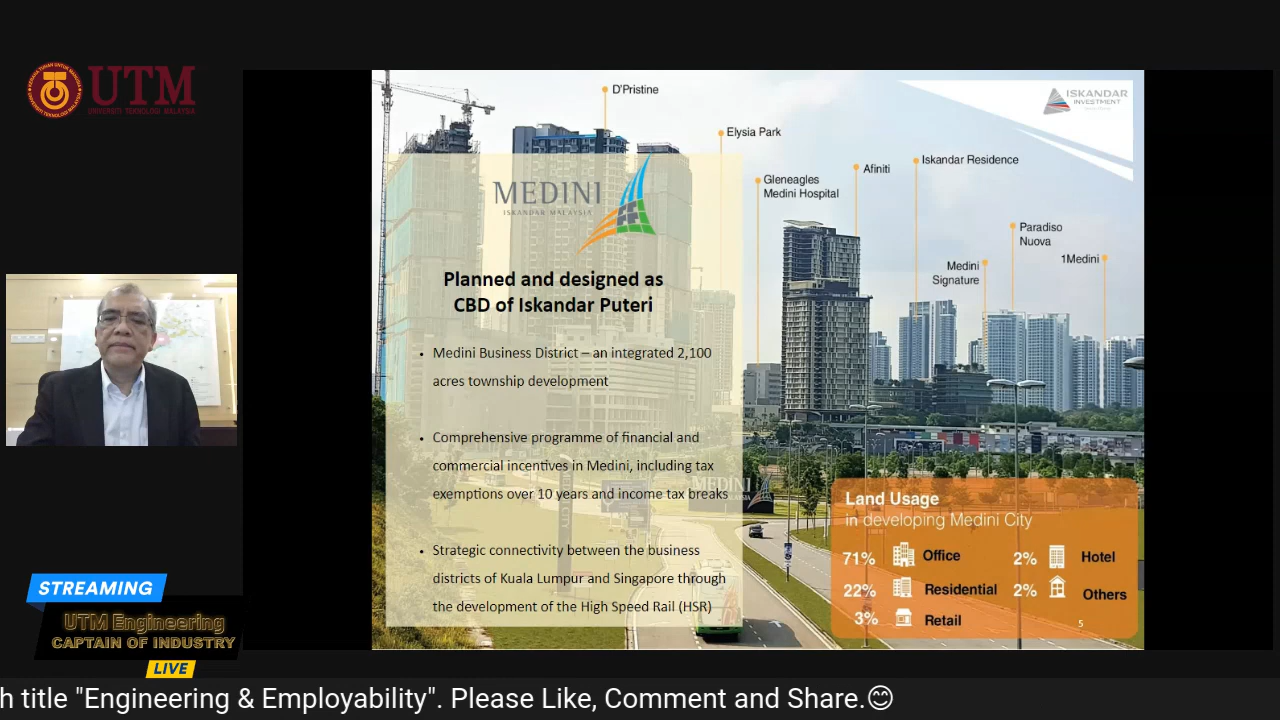 UTM
UNIVERSITI TEKNOLOGI MALAYSIA
D'Pristine
Elysia Park
Gleneagles
Medini Hospital
Afiniti
Iskandar Residence
Paradiso
Nuova
Medini
Signature
1Medini
ISKANDAR
INVESTMENT
MEDINI
ISKANDAR MALAYSIA
Planned and designed as
CBD of Iskandar Puteri
• Medini Business District – an integrated 2,100
acres township development
• Comprehensive programme of financial and
commercial incentives in Medini, including tax
exemptions over 10 years and income tax breaks
• Strategic connectivity between the business
districts of Kuala Lumpur and Singapore through
the development of the High Speed Rail (HSR)
MEDINI
Land Usage
in developing Medini City
71% Office
2% Hotel
22% Residential
2% Others
3% Retail
5
STREAMING
UTM Engineering
CAPTAIN OF INDUSTRY
LIVE
h title "Engineering & Employability". Please Like, Comment and Share.😊